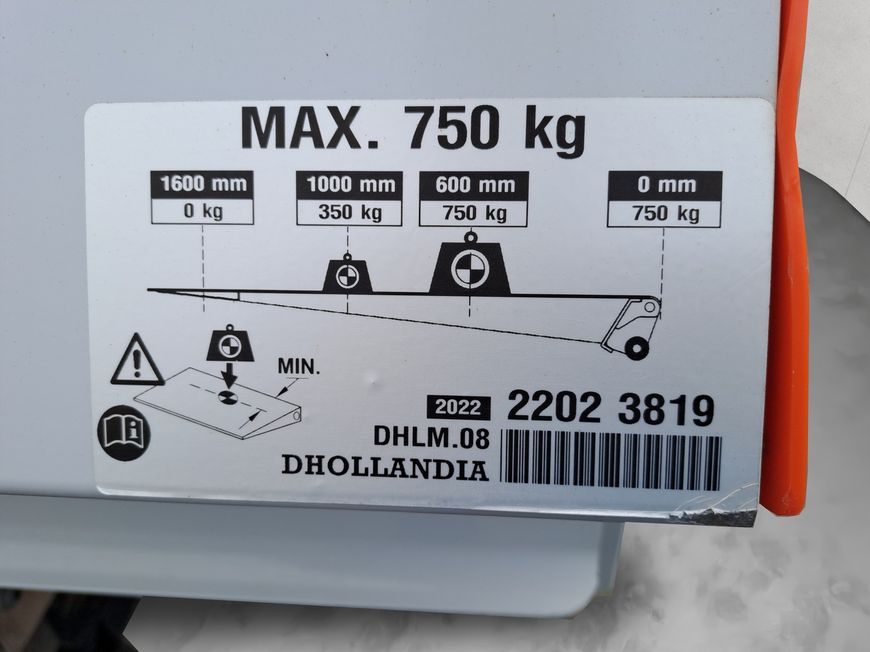 MAX. 750 kg
1600 mm 1000 mm 600 mm 0 mm
0 kg 350 kg 750 kg 750 kg
MIN.
2022 2202 3819
DHLM.08
DHOLLANDIA